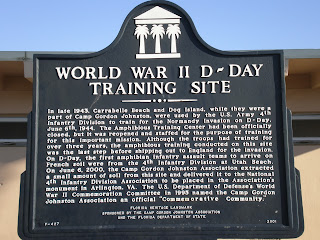 WORLD WAR II D-DAY
TRAINING SITE
In late 1943, Carrabelle Beach and Dog Island, while they were a
part of Camp Gordon Johnston, were used by the U.S. Army 4th
Infantry Division to train for the Normandy Invasion on D-Day,
June 6th, 1944. The Amphibious Training Center had been officially
closed, but it was reopened and staffed for the purpose of training
for this important mission. Although the troops had trained for
over three years, the amphibious training conducted on this site
was the last step before shipping out to England for the invasion.
On D-Day, the first amphibian infantry assault teams to arrive on
French soil were from the 4th Infantry Division at Utah Beach.
On June 6, 2000, the Camp Gordon Johnston Association extracted
a small amount of soil from this site and delivered it to the National
4th Infantry Division Association to be placed in the Association's
monument in Arlington, VA. The U.S. Department of Defense's World
War II Commemoration Committee in 1995 named the Camp Gordon
Johnston Association an official "Commemorative Community."
FLORIDA HERITAGE LANDMARK
SPONSORED BY THE CAMP GORDON JOHNSTON ASSOCIATION
AND THE FLORIDA DEPARTMENT OF STATE
F-427 2001